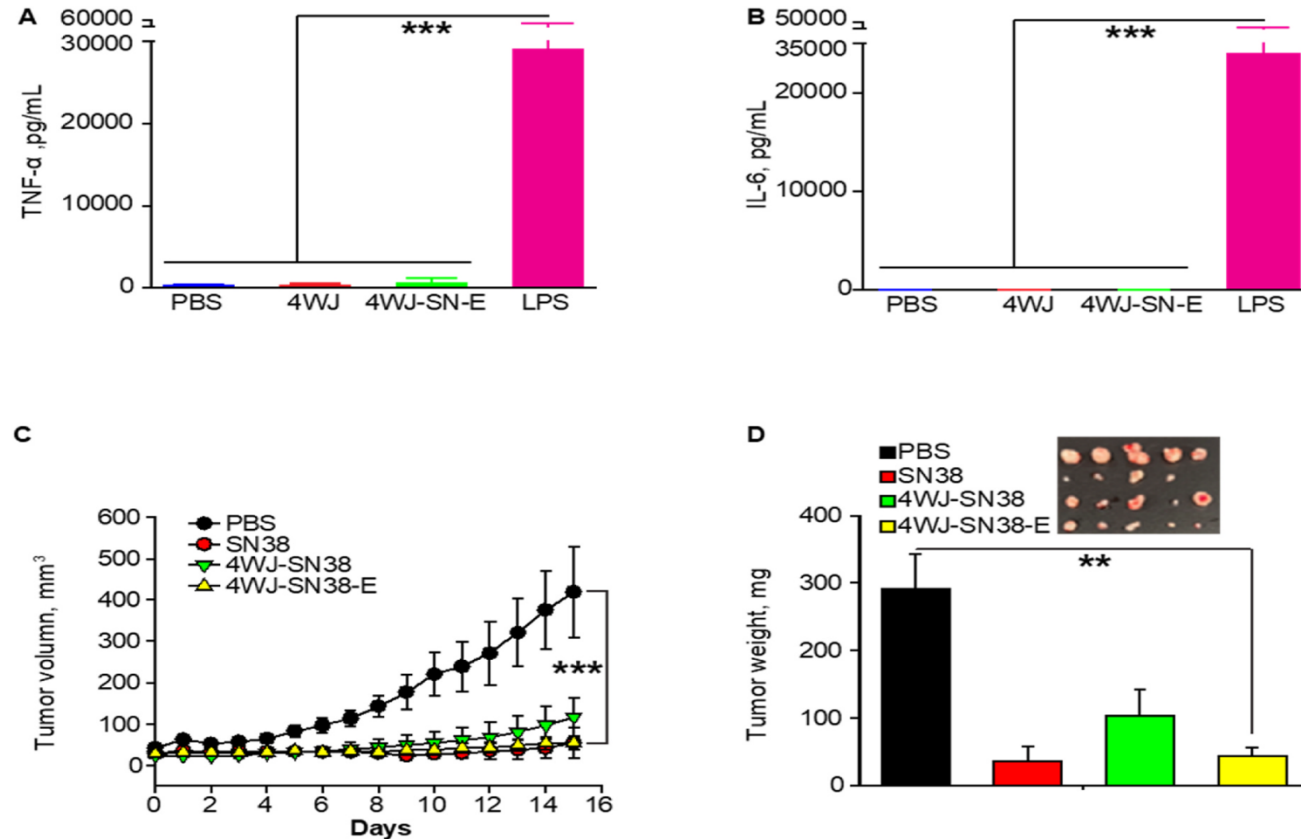 A
TNF-α ,pg/mL
60000
30000
20000
10000
0
***
PBS 4WJ 4WJ-SN-E LPS
B
IL-6, pg/mL
50000
35000
20000
10000
0
***
PBS 4WJ 4WJ-SN-E LPS
C
Tumor volumn, mm³
600
500
400
300
200
100
0
PBS
SN38
4WJ-SN38
4WJ-SN38-E
***
0 2 4 6 8 10 12 14 16
Days
D
PBS
SN38
4WJ-SN38
4WJ-SN38-E
Tumor weight, mg
400
300
200
100
0
**